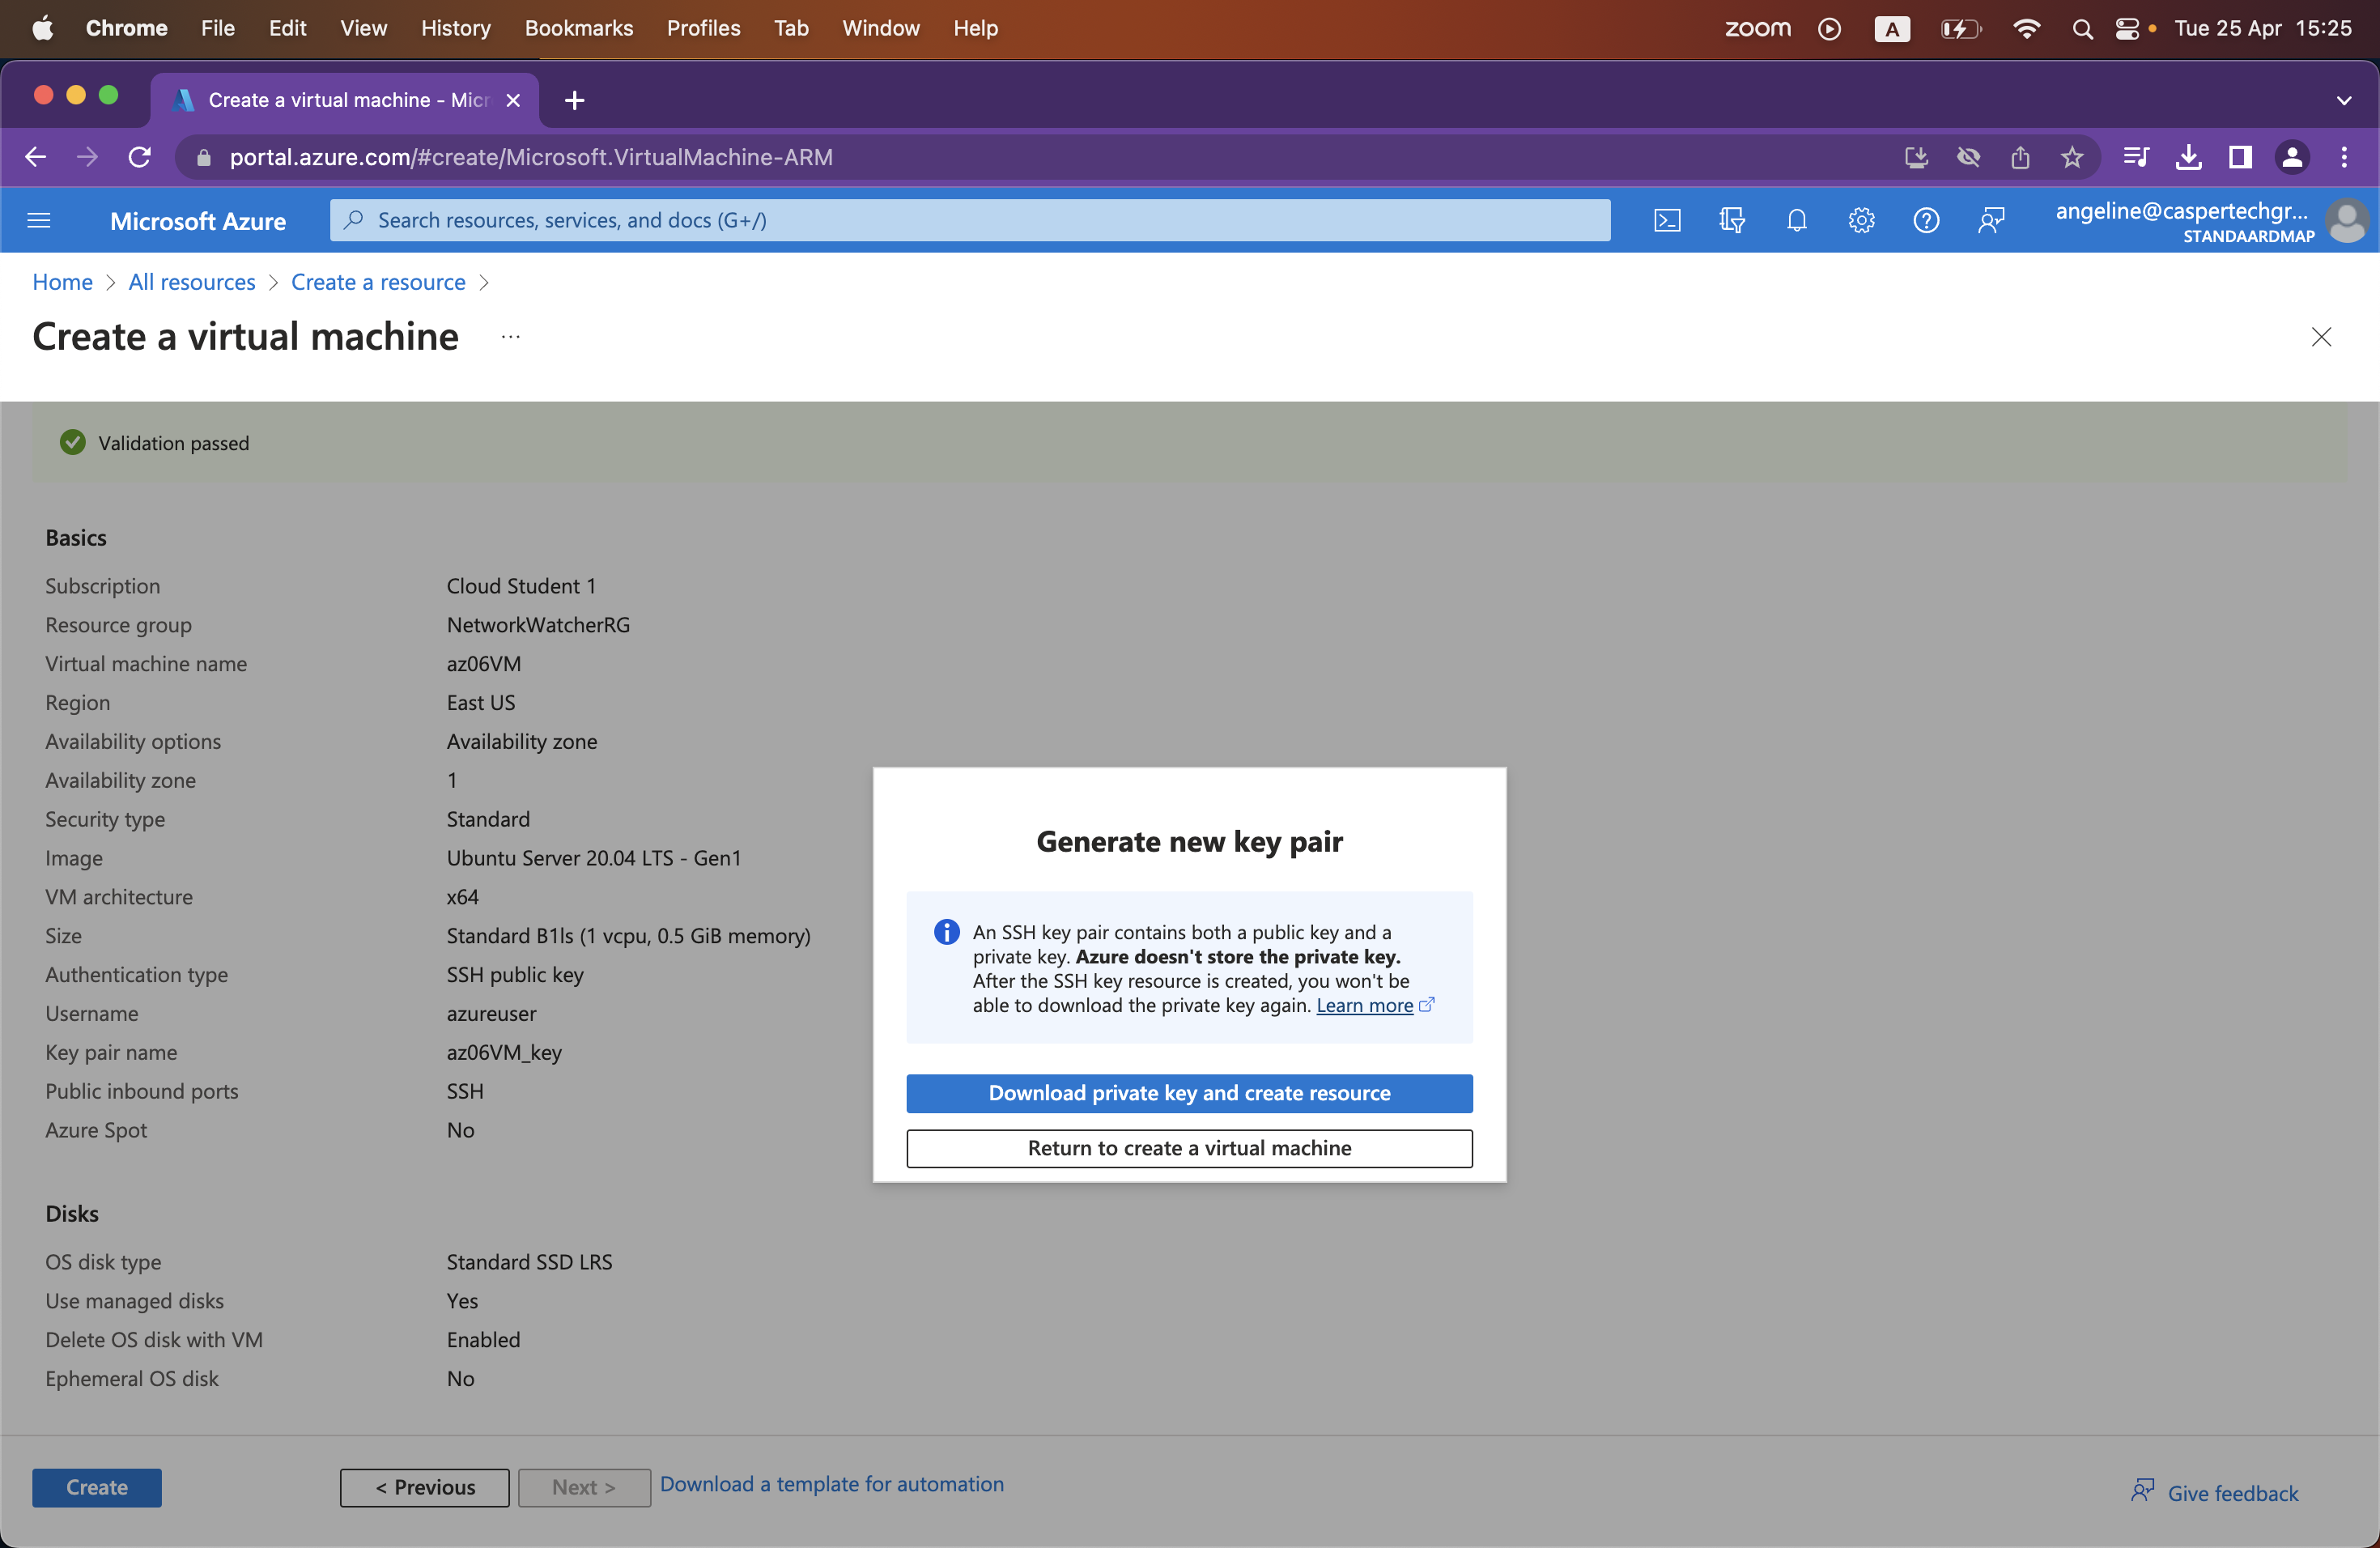 Chrome File Edit View History Bookmarks Profiles Tab Window Help zoom A Tue 25 Apr 15:25
Create a virtual machine - Micr
portal.azure.com/#create/Microsoft.VirtualMachine-ARM
Microsoft Azure Search resources, services, and docs (G+/) angeline@caspertechgr...
STANDAARDMAP
Home > All resources > Create a resource >
Create a virtual machine ...
Validation passed
Basics
Subscription Cloud Student 1
Resource group NetworkWatcherRG
Virtual machine name az06VM
Region East US
Availability options Availability zone
Availability zone 1
Security type Standard
Image Ubuntu Server 20.04 LTS - Gen1
VM architecture x64
Size Standard B1ls (1 vcpu, 0.5 GiB memory)
Authentication type SSH public key
Username azureuser
Key pair name az06VM_key
Public inbound ports SSH
Azure Spot No
Disks
OS disk type Standard SSD LRS
Use managed disks Yes
Delete OS disk with VM Enabled
Ephemeral OS disk No
Generate new key pair
An SSH key pair contains both a public key and a
private key. Azure doesn't store the private key.
After the SSH key resource is created, you won't be
able to download the private key again. Learn more
Download private key and create resource
Return to create a virtual machine
Create < Previous Next > Download a template for automation Give feedback